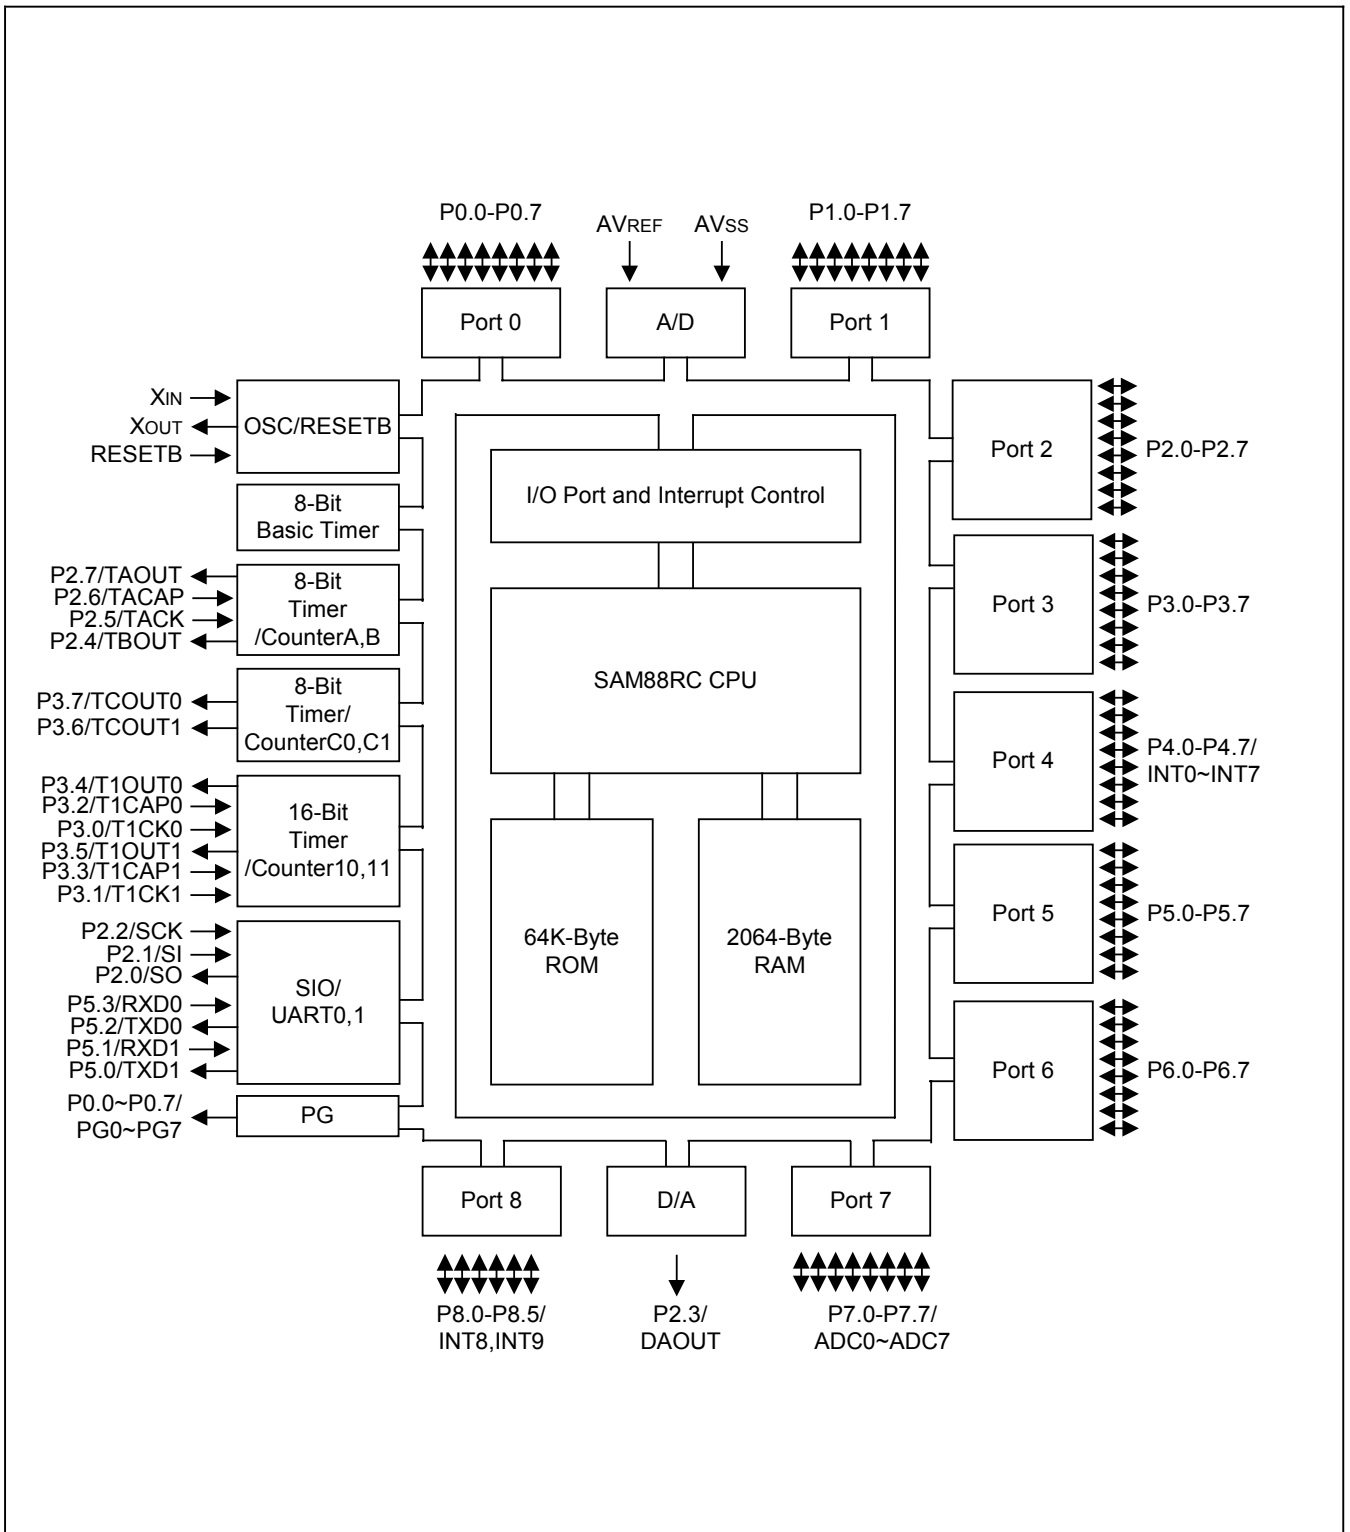 P0.0-P0.7
AVREF
AVSS
P1.0-P1.7
Port 0
A/D
Port 1
XIN
XOUT
RESETB
OSC/RESETB
Port 2
P2.0-P2.7
I/O Port and Interrupt Control
8-Bit
Basic Timer
P2.7/TAOUT
P2.6/TACAP
P2.5/TACK
P2.4/TBOUT
8-Bit
Timer
/CounterA,B
Port 3
P3.0-P3.7
SAM88RC CPU
P3.7/TCOUT0
P3.6/TCOUT1
8-Bit
Timer/
CounterC0,C1
Port 4
P4.0-P4.7/
INT0~INT7
P3.4/T1OUT0
P3.2/T1CAP0
P3.0/T1CK0
P3.5/T1OUT1
P3.3/T1CAP1
P3.1/T1CK1
16-Bit
Timer
/Counter10,11
Port 5
P5.0-P5.7
64K-Byte
ROM
2064-Byte
RAM
P2.2/SCK
P2.1/SI
P2.0/SO
P5.3/RXD0
P5.2/TXD0
P5.1/RXD1
P5.0/TXD1
SIO/
UART0,1
Port 6
P6.0-P6.7
P0.0~P0.7/
PG0~PG7
PG
Port 8
D/A
Port 7
P8.0-P8.5/
INT8,INT9
P2.3/
DAOUT
P7.0-P7.7/
ADC0~ADC7